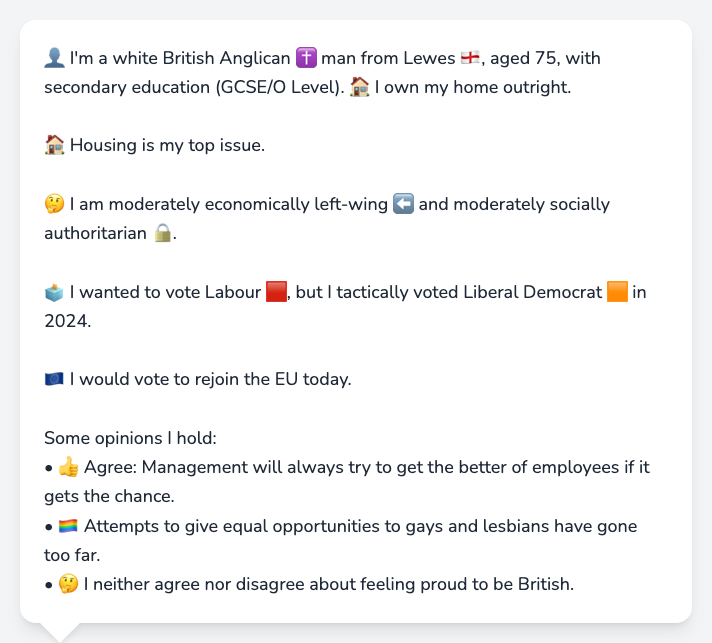 👤 I'm a white British Anglican ✝️ man from Lewes 🏴󠁧󠁢󠁥󠁮󠁧󠁿, aged 75, with
secondary education (GCSE/O Level). 🏠 I own my home outright.
🏠 Housing is my top issue.
🤔 I am moderately economically left-wing ⬅️ and moderately socially
authoritarian 🔒.
🗳️ I wanted to vote Labour 🟥, but I tactically voted Liberal Democrat 🟧 in
2024.
🇪🇺 I would vote to rejoin the EU today.
Some opinions I hold:
• 👍 Agree: Management will always try to get the better of employees if it
gets the chance.
• 🏳️‍🌈 Attempts to give equal opportunities to gays and lesbians have gone
too far.
• 🤔 I neither agree nor disagree about feeling proud to be British.